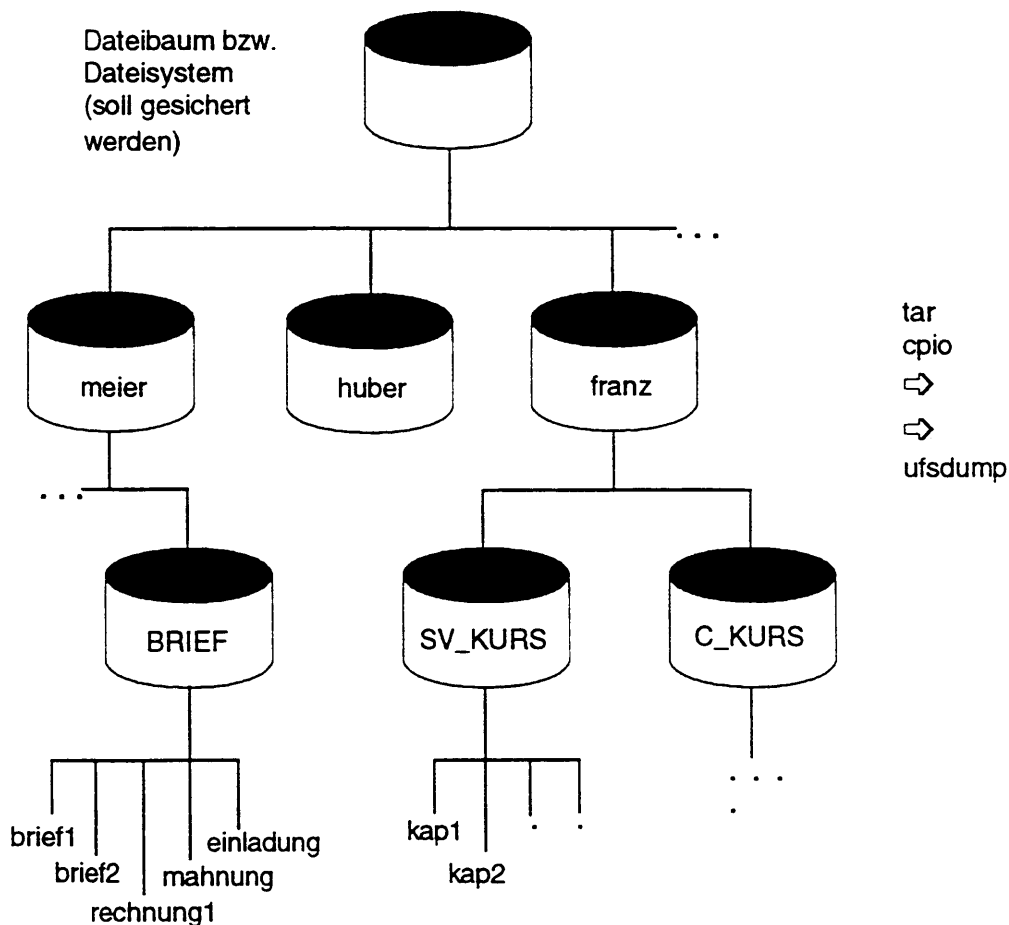 Dateibaum bzw.
Dateisystem
(soll gesichert
werden)
. . .
meier
huber
franz
tar
cpio
⇨
⇨
ufsdump
. . .
BRIEF
SV_KURS
C_KURS
. . .
.
brief1
brief2
rechnung1
mahnung
einladung
kap1
kap2
. .